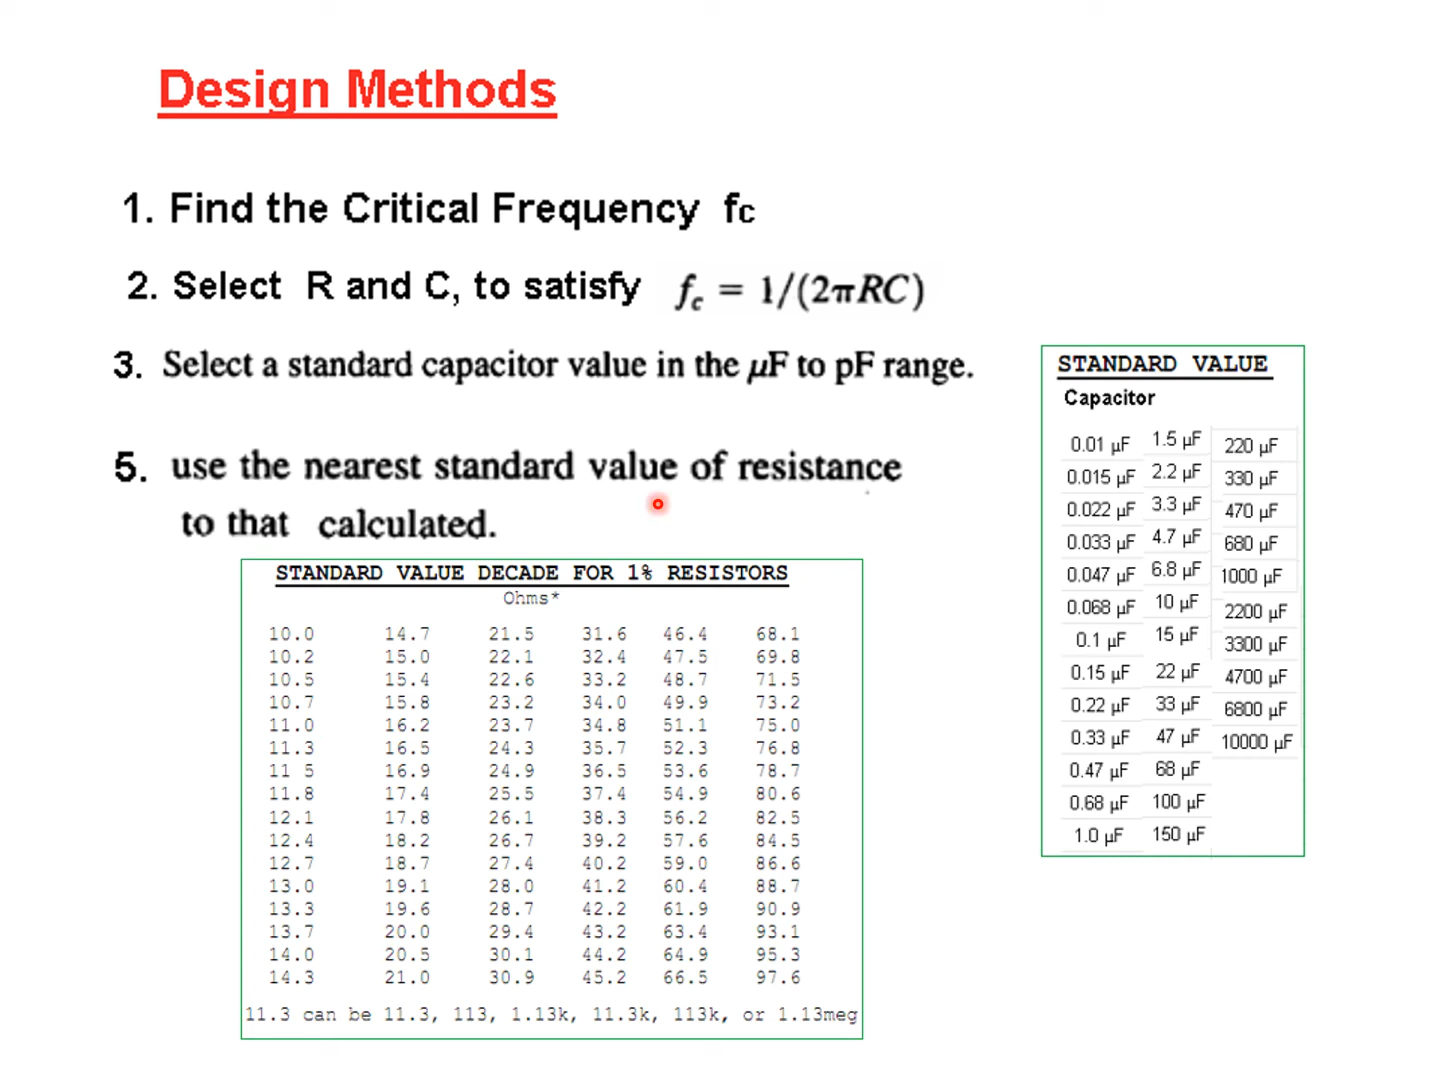 Design Methods
1. Find the Critical Frequency fc
2. Select R and C, to satisfy fc = 1/(2πRC)
3. Select a standard capacitor value in the μF to pF range.
5. use the nearest standard value of resistance
to that calculated.
STANDARD VALUE DECADE FOR 1% RESISTORS
Ohms*
10.0 14.7 21.5 31.6 46.4 68.1
10.2 15.0 22.1 32.4 47.5 69.8
10.5 15.4 22.6 33.2 48.7 71.5
10.7 15.8 23.2 34.0 49.9 73.2
11.0 16.2 23.7 34.8 51.1 75.0
11.3 16.5 24.3 35.7 52.3 76.8
11 5 16.9 24.9 36.5 53.6 78.7
11.8 17.4 25.5 37.4 54.9 80.6
12.1 17.8 26.1 38.3 56.2 82.5
12.4 18.2 26.7 39.2 57.6 84.5
12.7 18.7 27.4 40.2 59.0 86.6
13.0 19.1 28.0 41.2 60.4 88.7
13.3 19.6 28.7 42.2 61.9 90.9
13.7 20.0 29.4 43.2 63.4 93.1
14.0 20.5 30.1 44.2 64.9 95.3
14.3 21.0 30.9 45.2 66.5 97.6
11.3 can be 11.3, 113, 1.13k, 11.3k, 113k, or 1.13meg
STANDARD VALUE
Capacitor
0.01 μF 1.5 μF 220 μF
0.015 μF 2.2 μF 330 μF
0.022 μF 3.3 μF 470 μF
0.033 μF 4.7 μF 680 μF
0.047 μF 6.8 μF 1000 μF
0.068 μF 10 μF 2200 μF
0.1 μF 15 μF 3300 μF
0.15 μF 22 μF 4700 μF
0.22 μF 33 μF 6800 μF
0.33 μF 47 μF 10000 μF
0.47 μF 68 μF
0.68 μF 100 μF
1.0 μF 150 μF